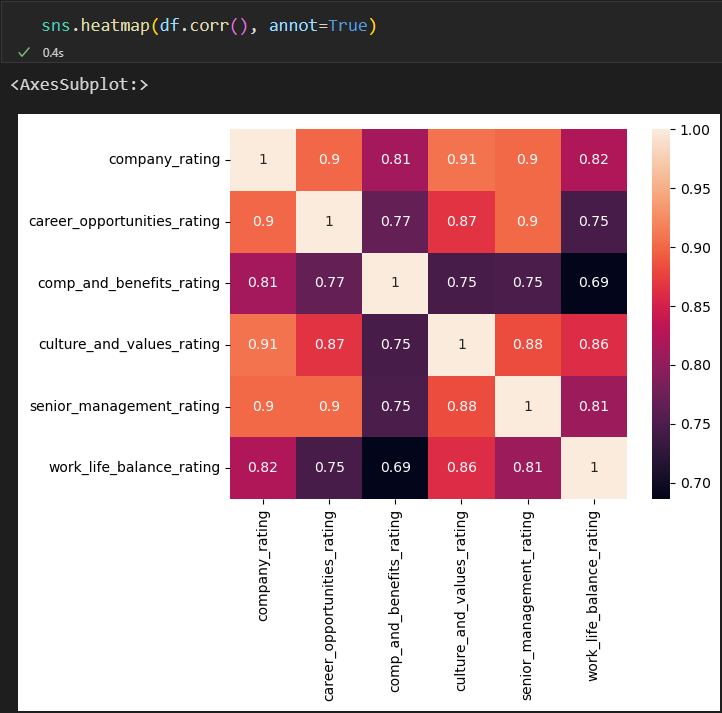 sns.heatmap(df.corr(), annot=True)
✓ 0.4s
<AxesSubplot:>
company_rating 1 0.9 0.81 0.91 0.9 0.82
career_opportunities_rating 0.9 1 0.77 0.87 0.9 0.75
comp_and_benefits_rating 0.81 0.77 1 0.75 0.75 0.69
culture_and_values_rating 0.91 0.87 0.75 1 0.88 0.86
senior_management_rating 0.9 0.9 0.75 0.88 1 0.81
work_life_balance_rating 0.82 0.75 0.69 0.86 0.81 1
company_rating
career_opportunities_rating
comp_and_benefits_rating
culture_and_values_rating
senior_management_rating
work_life_balance_rating
1.00
0.95
0.90
0.85
0.80
0.75
0.70